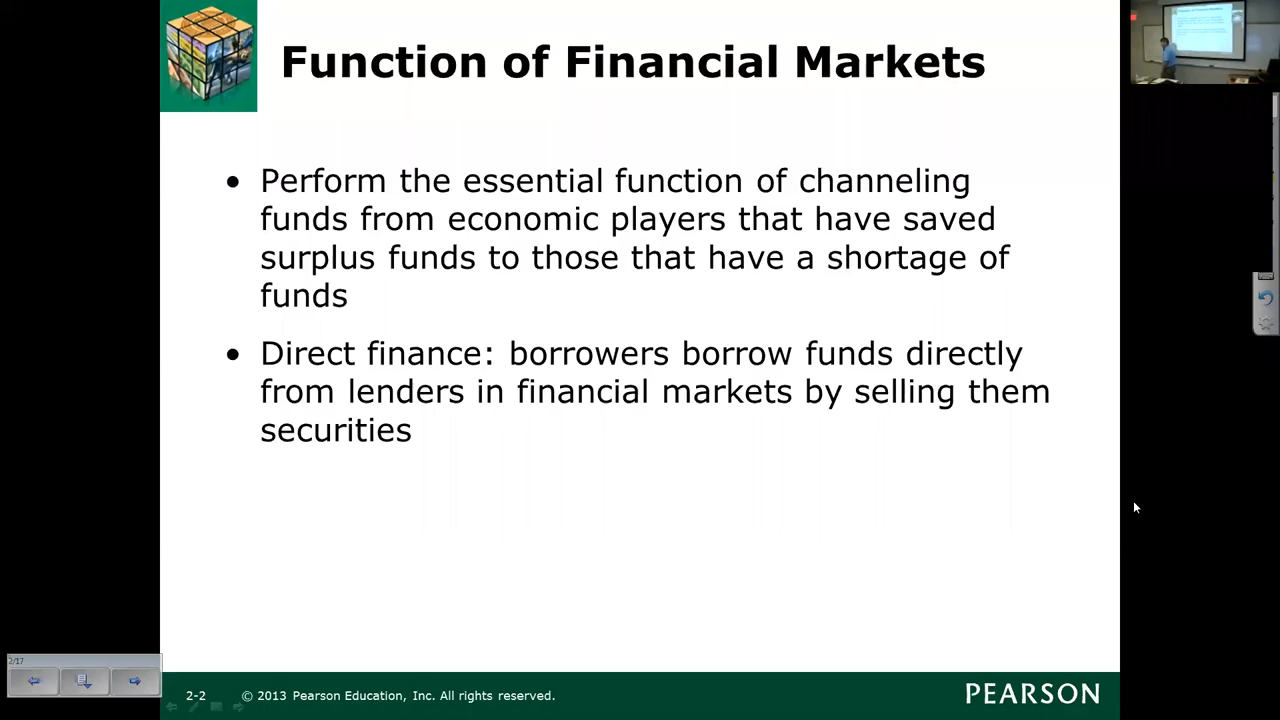 Function of Financial Markets
• Perform the essential function of channeling
funds from economic players that have saved
surplus funds to those that have a shortage of
funds
• Direct finance: borrowers borrow funds directly
from lenders in financial markets by selling them
securities
2/17
2-2 © 2013 Pearson Education, Inc. All rights reserved.
PEARSON